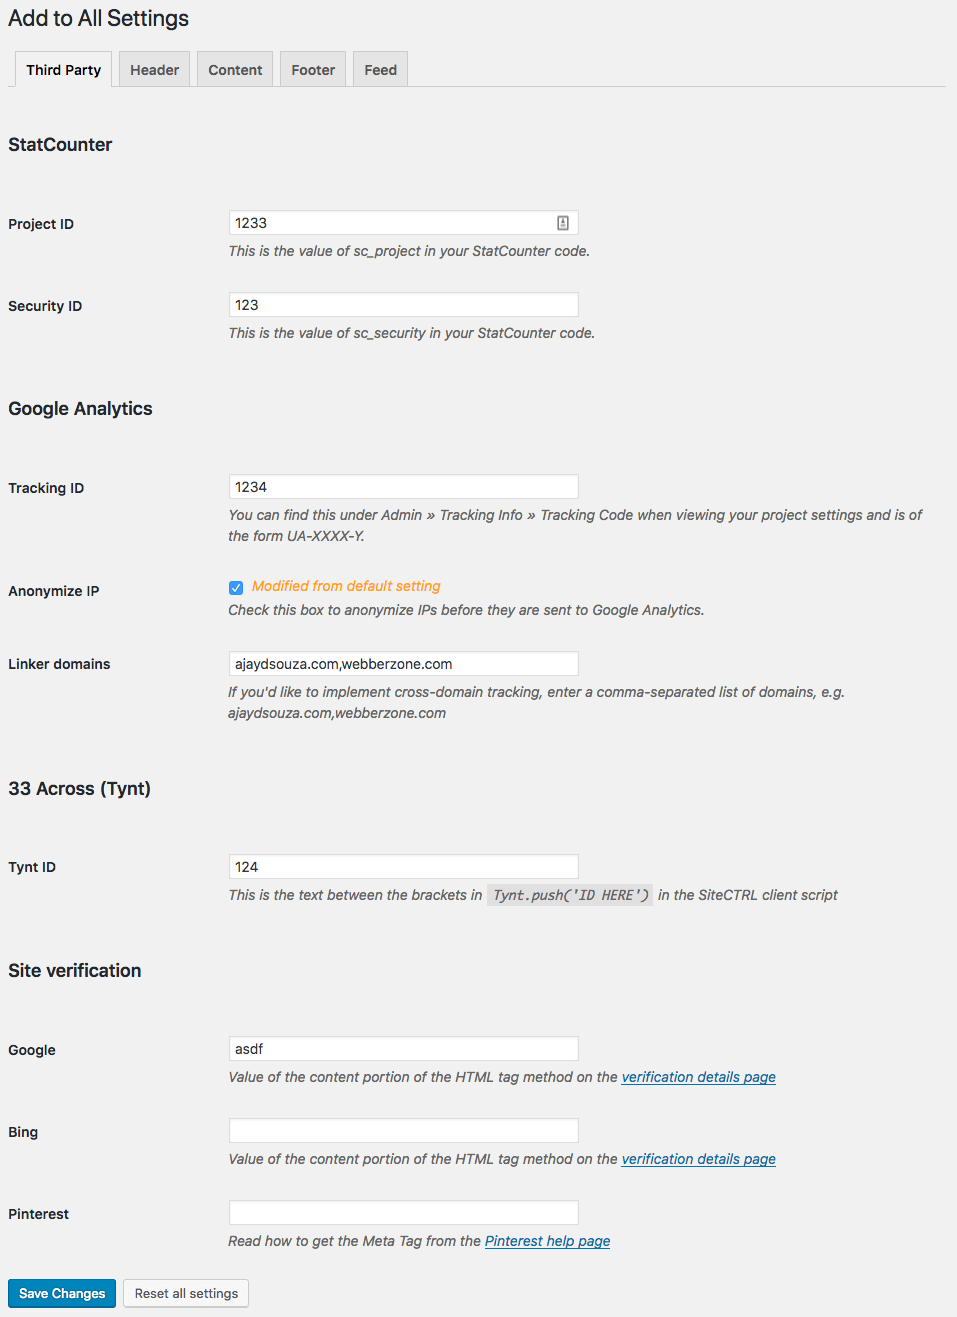 Add to All Settings
Third Party Header Content Footer Feed
StatCounter
Project ID 1233
This is the value of sc_project in your StatCounter code.
Security ID 123
This is the value of sc_security in your StatCounter code.
Google Analytics
Tracking ID 1234
You can find this under Admin » Tracking Info » Tracking Code when viewing your project settings and is of
the form UA-XXXX-Y.
Anonymize IP Modified from default setting
Check this box to anonymize IPs before they are sent to Google Analytics.
Linker domains ajaydsouza.com,webberzone.com
If you'd like to implement cross-domain tracking, enter a comma-separated list of domains, e.g.
ajaydsouza.com,webberzone.com
33 Across (Tynt)
Tynt ID 124
This is the text between the brackets in Tynt.push('ID HERE') in the SiteCTRL client script
Site verification
Google asdf
Value of the content portion of the HTML tag method on the verification details page
Bing
Value of the content portion of the HTML tag method on the verification details page
Pinterest
Read how to get the Meta Tag from the Pinterest help page
Save Changes Reset all settings